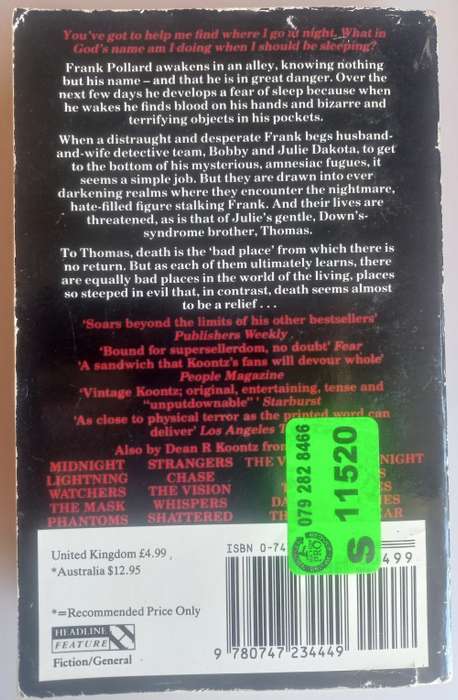 You've got to help me find where I go at night. What in
God's name am I doing when I should be sleeping?
Frank Pollard awakens in an alley, knowing nothing
but his name – and that he is in great danger. Over the
next few days he develops a fear of sleep because when
he wakes he finds blood on his hands and bizarre and
terrifying objects in his pockets.
When a distraught and desperate Frank begs husband-
and-wife detective team, Bobby and Julie Dakota, to get
to the bottom of his mysterious, amnesiac fugues, it
seems a simple job. But they are drawn into ever
darkening realms where they encounter the nightmare,
hate-filled figure stalking Frank. And their lives are
threatened, as is that of Julie's gentle, Down's-
syndrome brother, Thomas.
To Thomas, death is the 'bad place' from which there is
no return. But as each of them ultimately learns, there
are equally bad places in the world of the living, places
so steeped in evil that, in contrast, death seems almost
to be a relief . . .
'Soars beyond the limits of his other bestsellers'
Publishers Weekly
'Bound for supersellerdom, no doubt' Fear
'A sandwich that Koontz's fans will devour whole'
People Magazine
'Vintage Koontz; original, entertaining, tense and
"unputdownable" ' Starburst
'As close to physical terror as the printed word can
deliver' Los Angeles
Also by Dean R Koontz from
MIDNIGHT STRANGERS THE
LIGHTNING CHASE
WATCHERS THE VISION
THE MASK WHISPERS
PHANTOMS SHATTERED
079 282 8466
S 11520
PRO
United Kingdom £4.99
*Australia $12.95
*=Recommended Price Only
HEADLINE
FEATURE
Fiction/General
ISBN 0-74
499
9 780747 234449